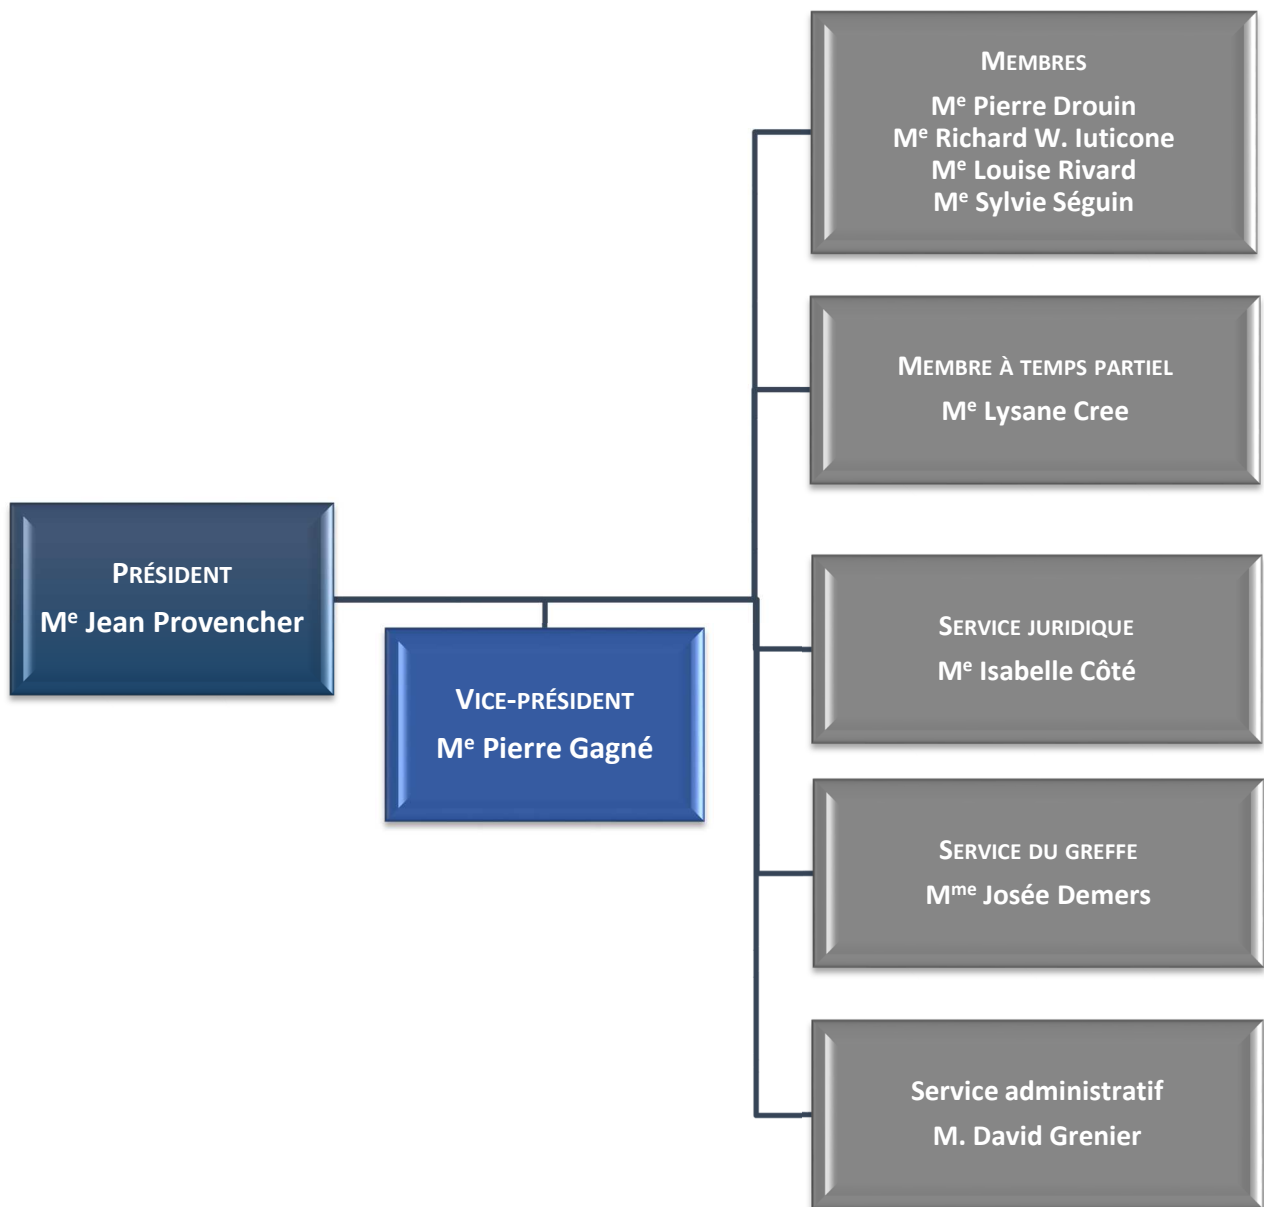 PRÉSIDENT
Mᵉ Jean Provencher
VICE-PRÉSIDENT
Mᵉ Pierre Gagné
MEMBRES
Mᵉ Pierre Drouin
Mᵉ Richard W. Iuticone
Mᵉ Louise Rivard
Mᵉ Sylvie Séguin
MEMBRE À TEMPS PARTIEL
Mᵉ Lysane Cree
SERVICE JURIDIQUE
Mᵉ Isabelle Côté
SERVICE DU GREFFE
Mᵐᵉ Josée Demers
Service administratif
M. David Grenier